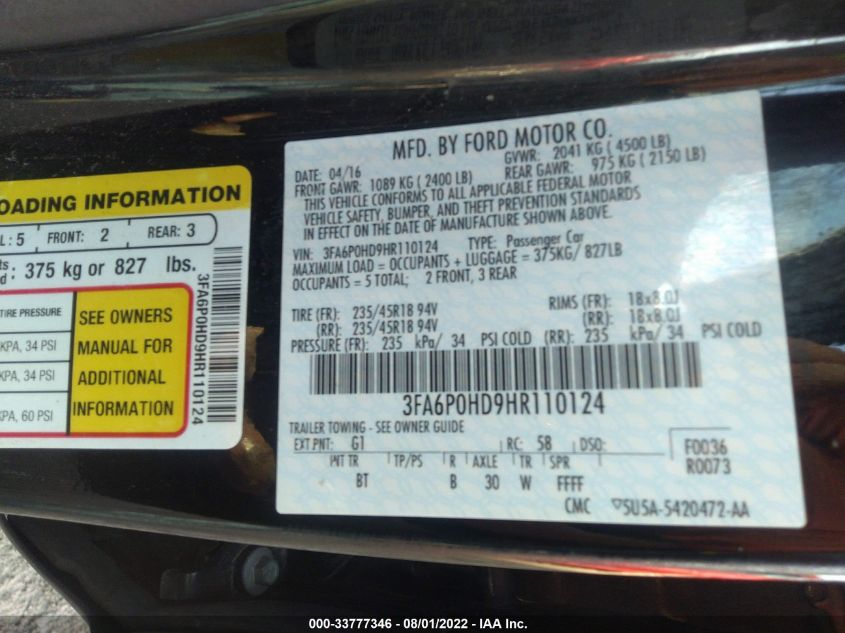 OADING INFORMATION
L : 5 FRONT: 2 REAR: 3
ts
d : 375 kg or 827 lbs.
TIRE PRESSURE
KPA, 34 PSI
KPA, 34 PSI
KPA, 60 PSI
SEE OWNERS
MANUAL FOR
ADDITIONAL
INFORMATION
3FA6P0HD9HR110124
MFD. BY FORD MOTOR CO.
DATE: 04/16 GVWR: 2041 KG ( 4500 LB)
FRONT GAWR: 1089 KG ( 2400 LB) REAR GAWR: 975 KG ( 2150 LB)
THIS VEHICLE CONFORMS TO ALL APPLICABLE FEDERAL MOTOR
VEHICLE SAFETY, BUMPER, AND THEFT PREVENTION STANDARDS
IN EFFECT ON THE DATE OF MANUFACTURE SHOWN ABOVE.
VIN: 3FA6P0HD9HR110124 TYPE: Passenger Car
MAXIMUM LOAD = OCCUPANTS + LUGGAGE = 375KG/ 827LB
OCCUPANTS = 5 TOTAL; 2 FRONT, 3 REAR
TIRE (FR): 235/45R18 94V RIMS (FR): 18x8.0J
(RR): 235/45R18 94V (RR): 18x8.0J
PRESSURE (FR): 235 kPa/ 34 PSI COLD (RR): 235 kPa/ 34 PSI COLD
3FA6P0HD9HR110124
TRAILER TOWING - SEE OWNER GUIDE
EXT PNT: G1 RC: 58 DSO: F0036
R0073
INT TR TP/PS R AXLE TR SPR
BT B 30 W FFFF
CMC ▽5U5A-5420472-AA
000-33777346 - 08/01/2022 - IAA Inc.